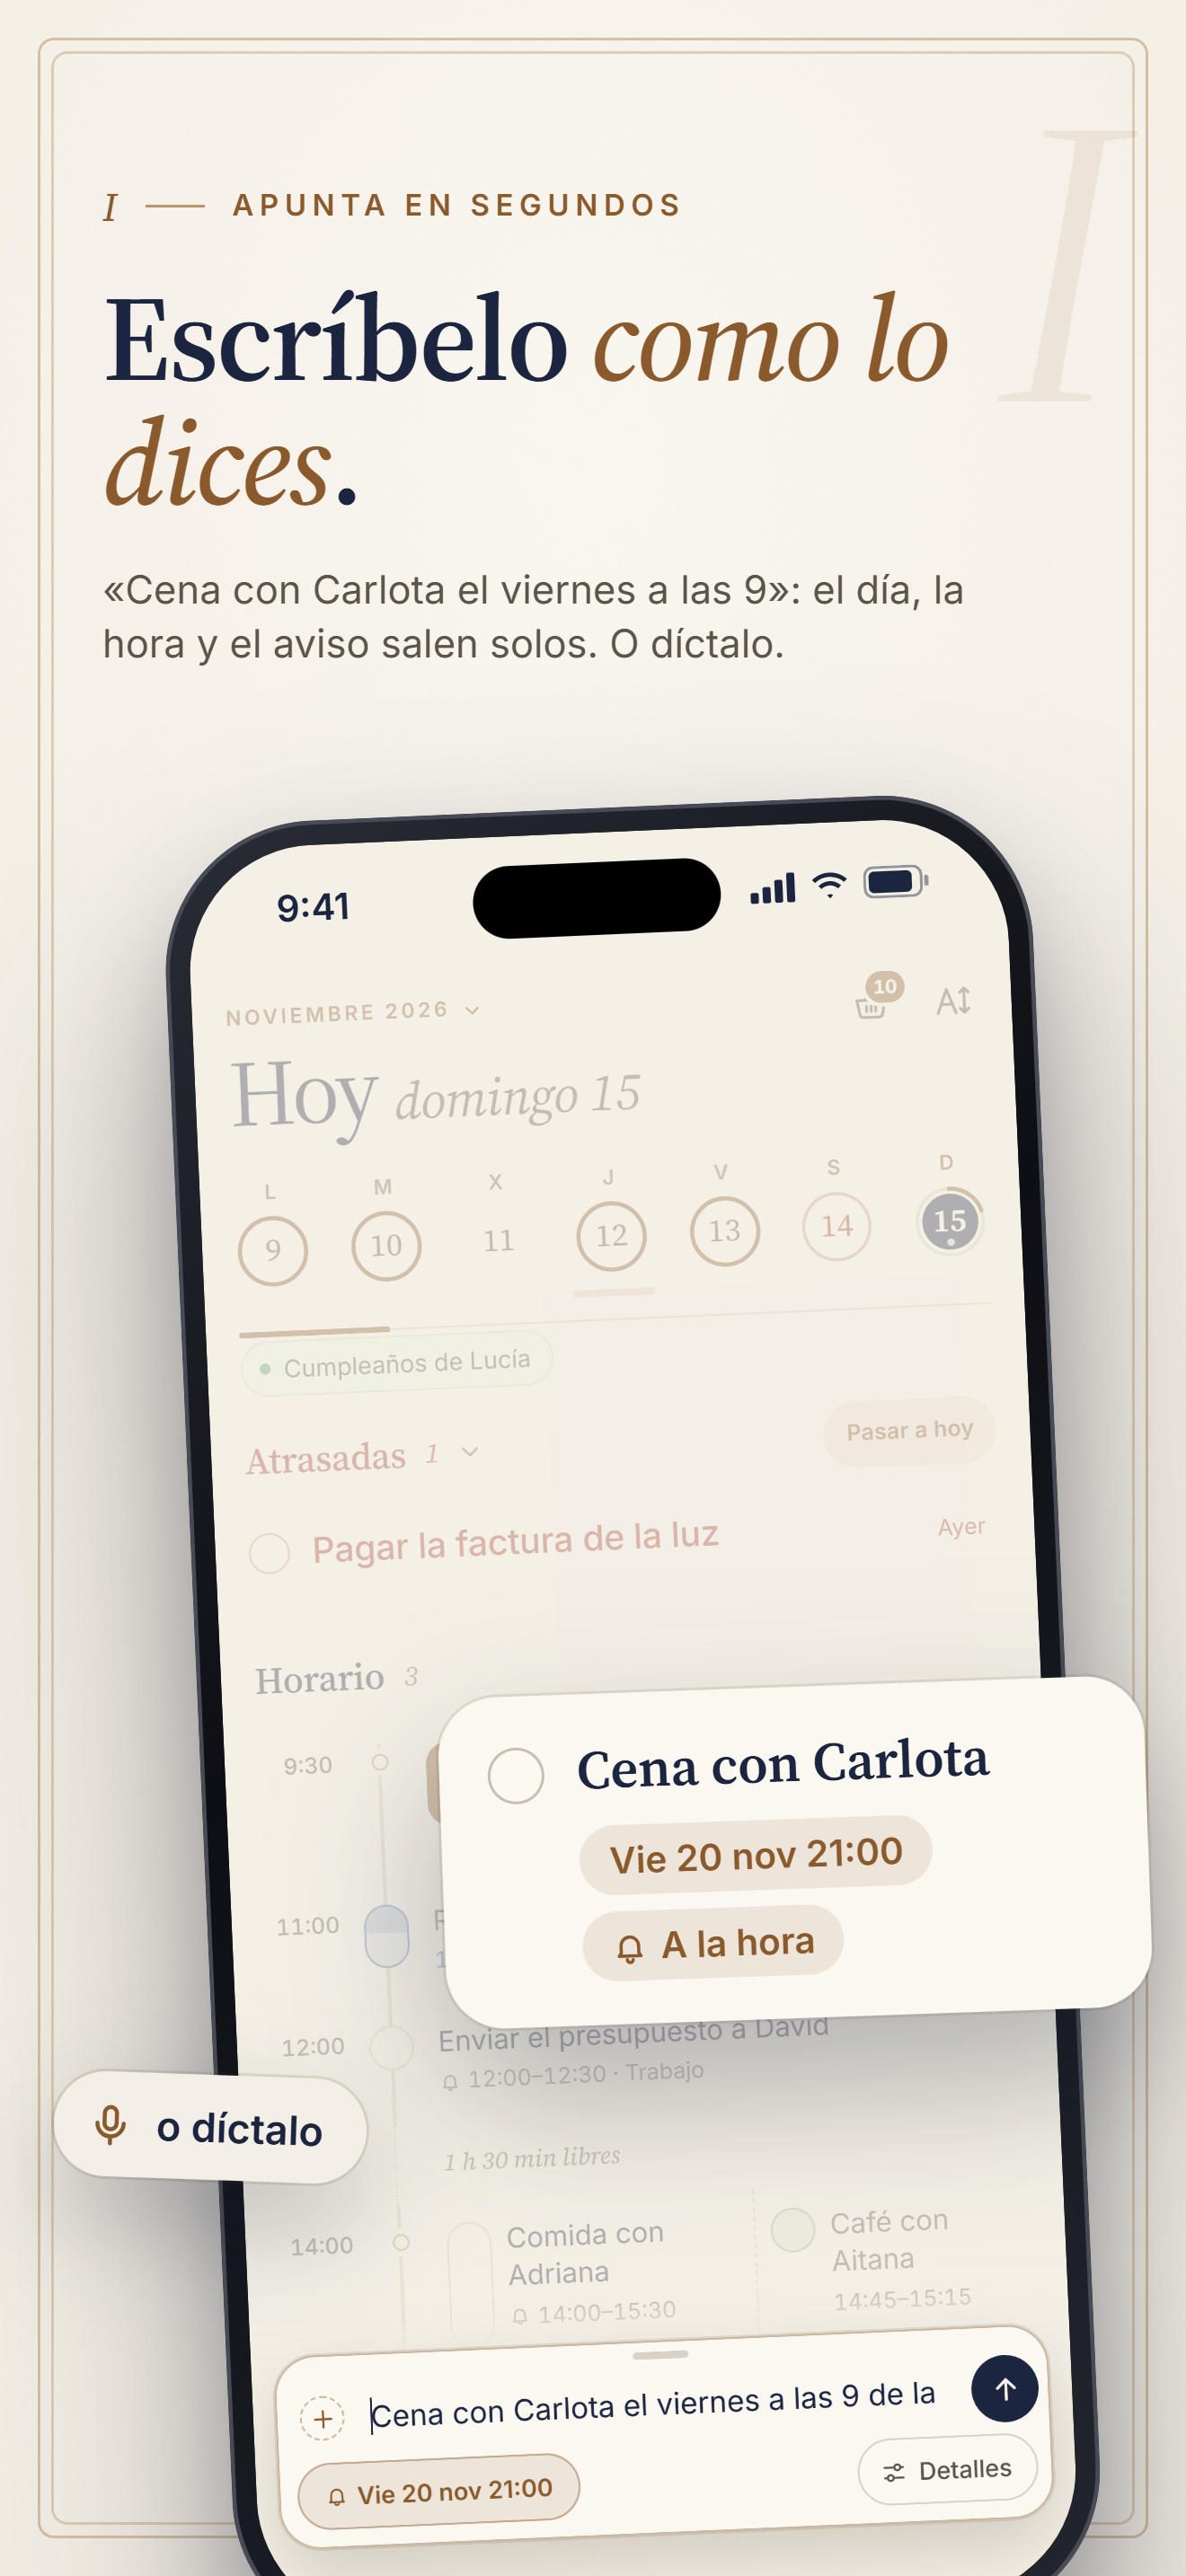 I — APUNTA EN SEGUNDOS
I
Escríbelo como lo
dices.
«Cena con Carlota el viernes a las 9»: el día, la
hora y el aviso salen solos. O díctalo.
9:41
NOVIEMBRE 2026
10
A
Hoy domingo 15
L M X J V S D
9 10 11 12 13 14 15
Cumpleaños de Lucía
Atrasadas 1
Pasar a hoy
Pagar la factura de la luz
Ayer
Horario 3
9:30
Cena con Carlota
Vie 20 nov 21:00
A la hora
11:00
12:00
Enviar el presupuesto a David
12:00–12:30 · Trabajo
o díctalo
1 h 30 min libres
14:00
Comida con
Adriana
14:00–15:30
Café con
Aitana
14:45–15:15
Cena con Carlota el viernes a las 9 de la
Vie 20 nov 21:00
Detalles